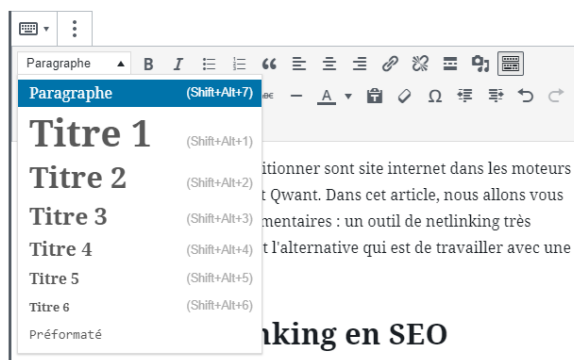 Paragraphe
B I
Paragraphe (Shift+Alt+7)
ABC A Ω
Titre 1 (Shift+Alt+1)
itionner sont site internet dans les moteurs
Titre 2 (Shift+Alt+2)
t Qwant. Dans cet article, nous allons vous
Titre 3 (Shift+Alt+3)
mentaires : un outil de netlinking très
Titre 4 (Shift+Alt+4)
t l'alternative qui est de travailler avec une
Titre 5 (Shift+Alt+5)
Titre 6 (Shift+Alt+6)
Préformaté
nking en SEO